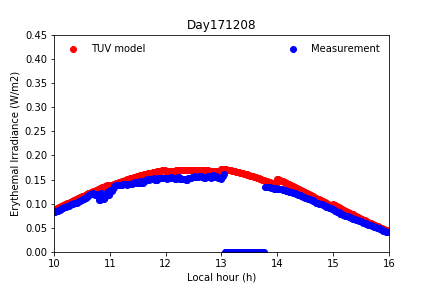 Day171208
TUV model
Measurement
Erythemal Irradiance (W/m2)
0.45
0.40
0.35
0.30
0.25
0.20
0.15
0.10
0.05
0.00
10 11 12 13 14 15 16
Local hour (h)